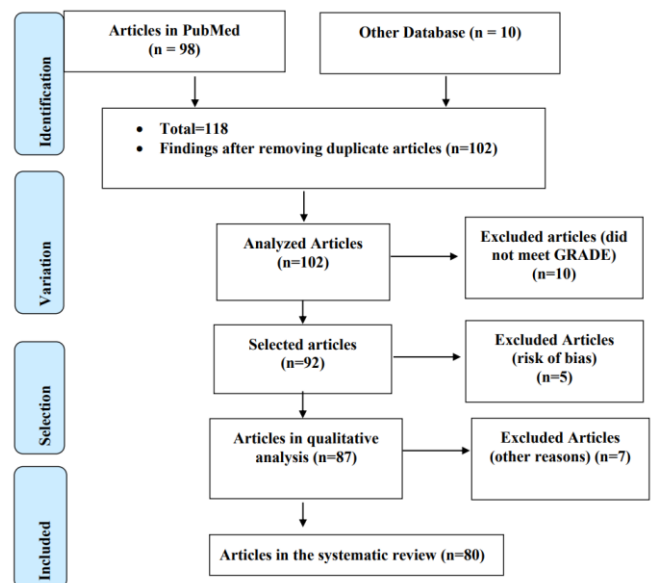 Identification
Articles in PubMed
(n = 98)
Other Database (n = 10)
• Total=118
• Findings after removing duplicate articles (n=102)
Variation
Analyzed Articles
(n=102)
Excluded articles (did
not meet GRADE)
(n=10)
Selection
Selected articles
(n=92)
Excluded Articles
(risk of bias)
(n=5)
Articles in qualitative
analysis (n=87)
Excluded Articles
(other reasons) (n=7)
Included
Articles in the systematic review (n=80)